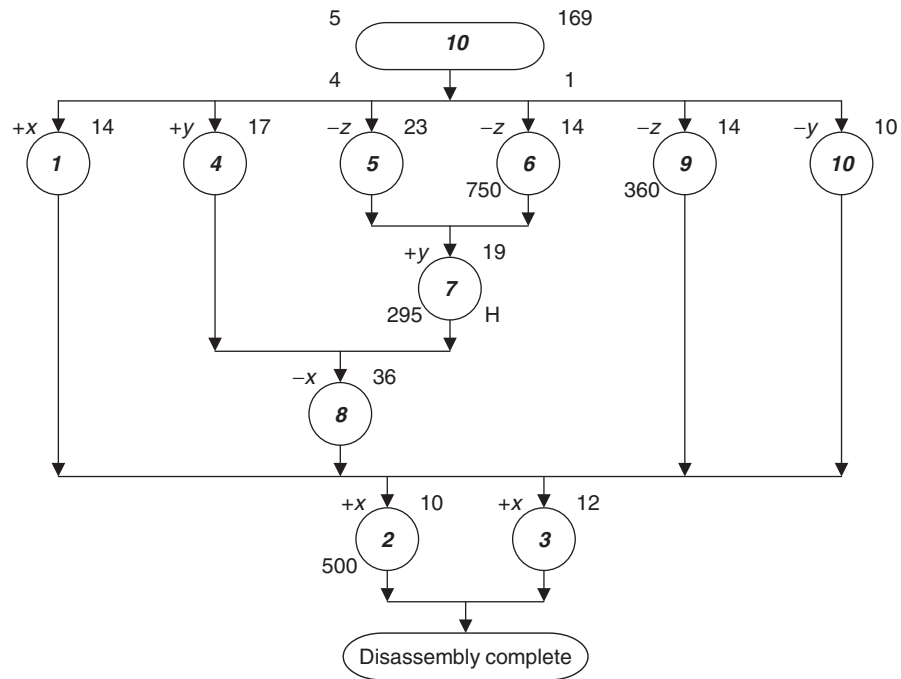 5 169
10
4 1
+x 14 +y 17 –z 23 –z 14 –z 14 –y 10
1 4 5 6 9 10
750 360
+y 19
7
295 H
–x 36
8
+x 10 +x 12
2 3
500
Disassembly complete